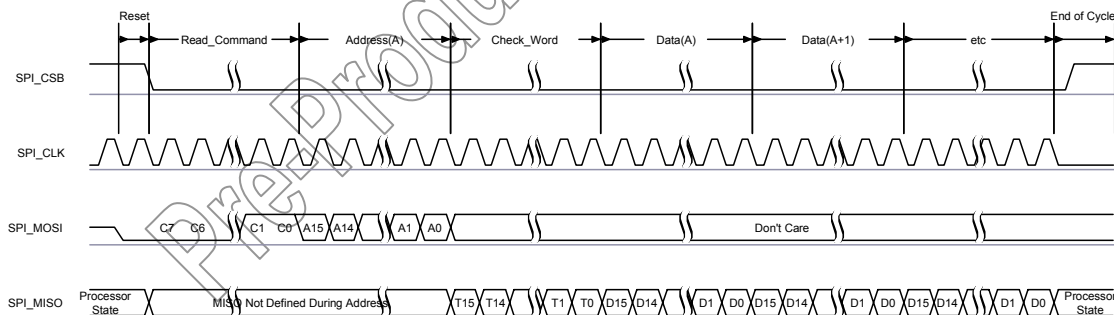 Reset
End of Cycle
Read_Command Address(A) Check_Word Data(A) Data(A+1) etc
SPI_CSB
SPI_CLK
SPI_MOSI C7 C6 C1 C0 A15 A14 A1 A0 Don't Care
SPI_MISO Processor State MISO Not Defined During Address T15 T14 T1 T0 D15 D14 D1 D0 D15 D14 D1 D0 D15 D14 D1 D0 Processor State